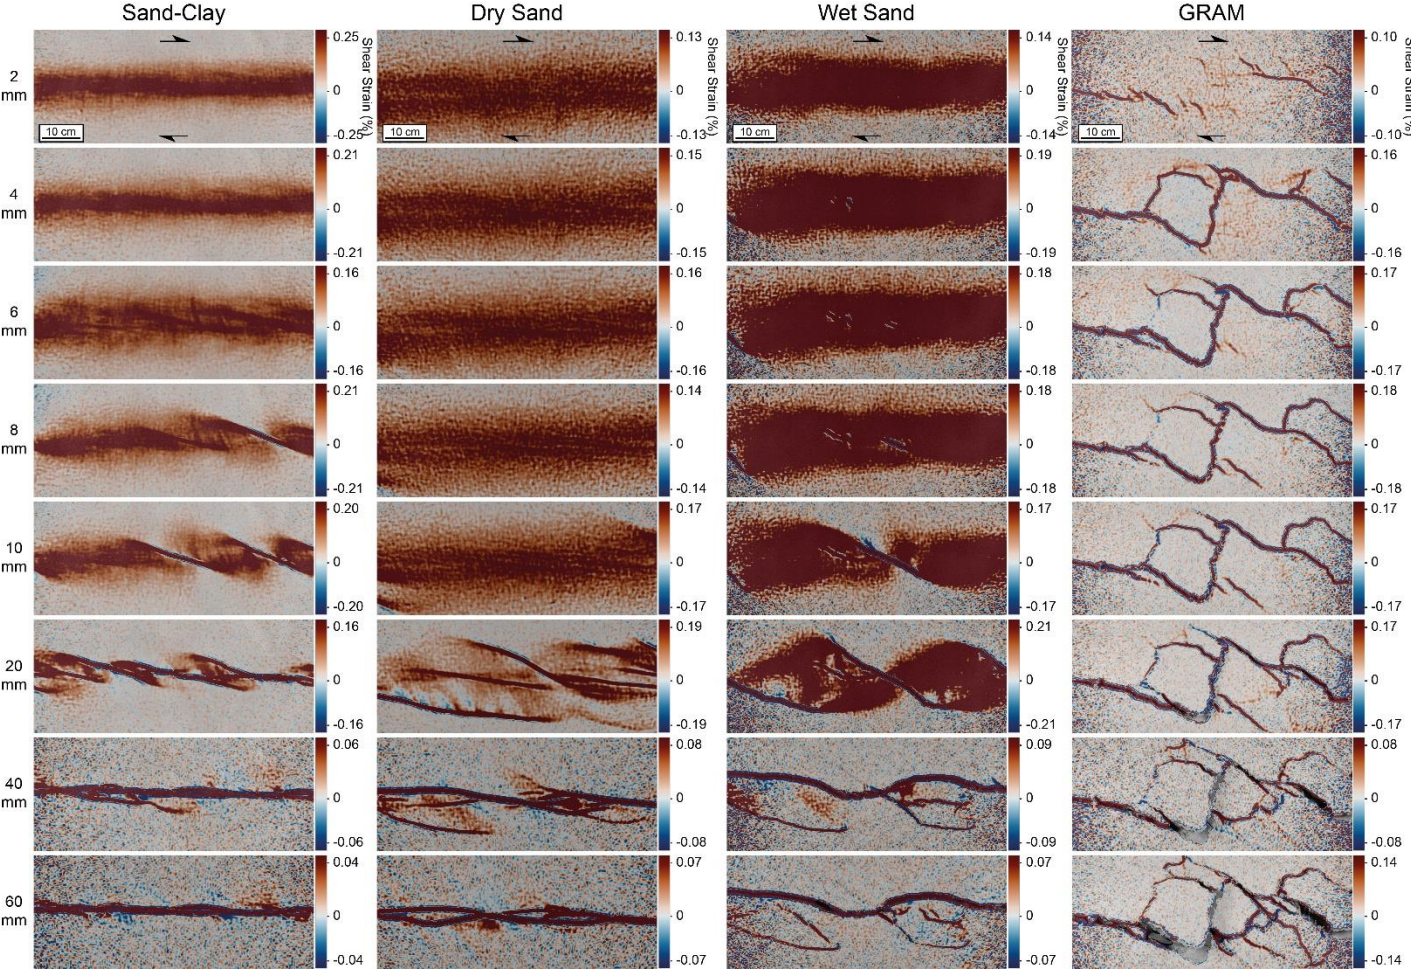 Sand-Clay Dry Sand Wet Sand GRAM
2 mm
10 cm 0.25 0 -0.25 Shear Strain (%)
10 cm 0.13 0 -0.13 Shear Strain (%)
10 cm 0.14 0 -0.14 Shear Strain (%)
10 cm 0.10 0 -0.10 Shear Strain (%)
4 mm
0.21 0 -0.21
0.15 0 -0.15
0.19 0 -0.19
0.16 0 -0.16
6 mm
0.16 0 -0.16
0.16 0 -0.16
0.18 0 -0.18
0.17 0 -0.17
8 mm
0.21 0 -0.21
0.14 0 -0.14
0.18 0 -0.18
0.18 0 -0.18
10 mm
0.20 0 -0.20
0.17 0 -0.17
0.17 0 -0.17
0.17 0 -0.17
20 mm
0.16 0 -0.16
0.19 0 -0.19
0.21 0 -0.21
0.17 0 -0.17
40 mm
0.06 0 -0.06
0.08 0 -0.08
0.09 0 -0.09
0.08 0 -0.08
60 mm
0.04 0 -0.04
0.07 0 -0.07
0.07 0 -0.07
0.14 0 -0.14